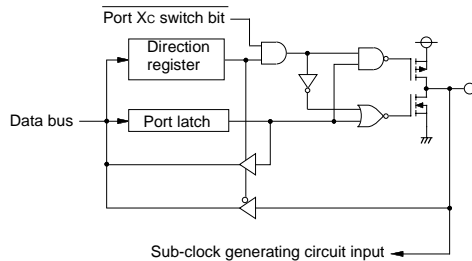 Port XC switch bit
Direction
register
Data bus
Port latch
Sub-clock generating circuit input